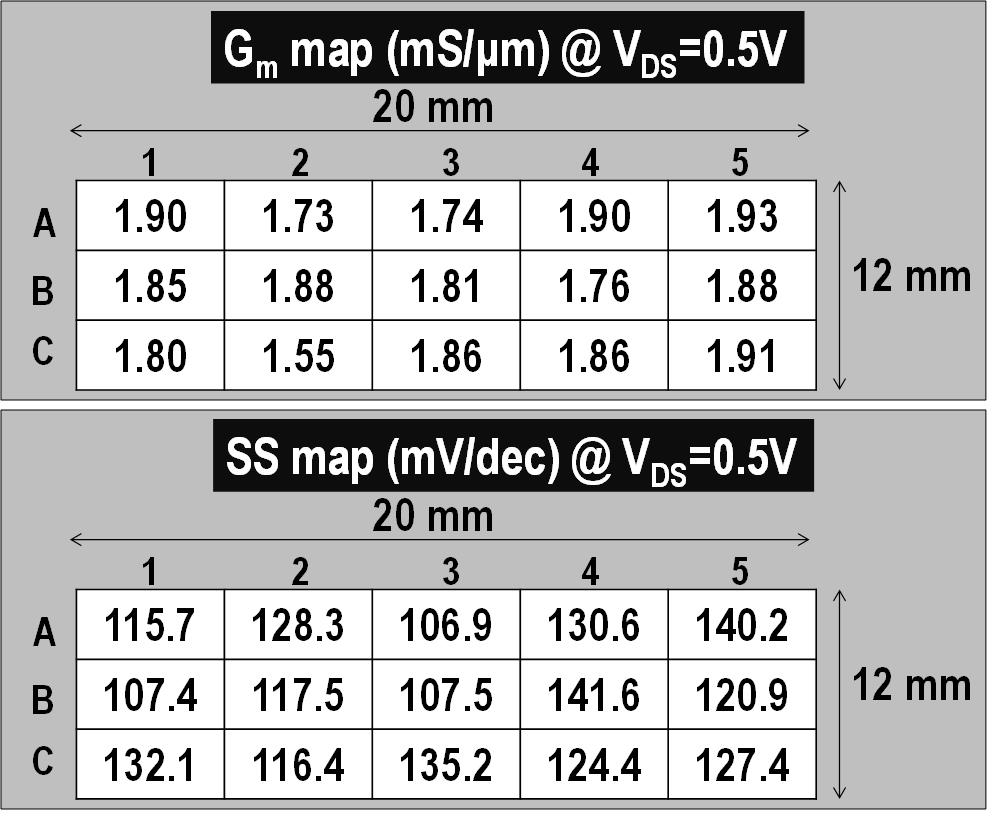 Gm map (mS/µm) @ VDS=0.5V
20 mm
1 2 3 4 5
A 1.90 1.73 1.74 1.90 1.93
B 1.85 1.88 1.81 1.76 1.88
12 mm
C 1.80 1.55 1.86 1.86 1.91
SS map (mV/dec) @ VDS=0.5V
20 mm
1 2 3 4 5
A 115.7 128.3 106.9 130.6 140.2
B 107.4 117.5 107.5 141.6 120.9
12 mm
C 132.1 116.4 135.2 124.4 127.4